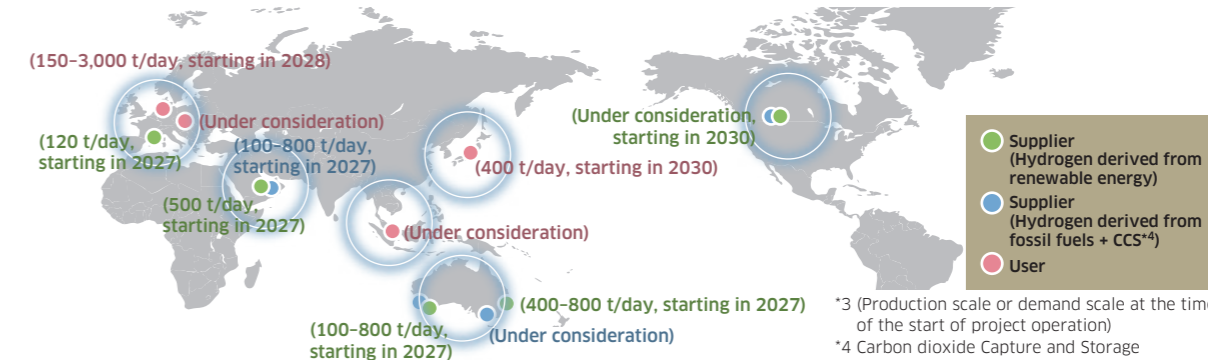 (150–3,000 t/day, starting in 2028)
(Under consideration)
(120 t/day,
starting in 2027)
(100–800 t/day,
starting in 2027)
(500 t/day,
starting in 2027)
(400 t/day, starting in 2030)
(Under consideration)
(Under consideration,
starting in 2030)
(400–800 t/day, starting in 2027)
(Under consideration)
(100–800 t/day,
starting in 2027)
Supplier
(Hydrogen derived from
renewable energy)
Supplier
(Hydrogen derived from
fossil fuels + CCS*4)
User
*3 (Production scale or demand scale at the time
of the start of project operation)
*4 Carbon dioxide Capture and Storage